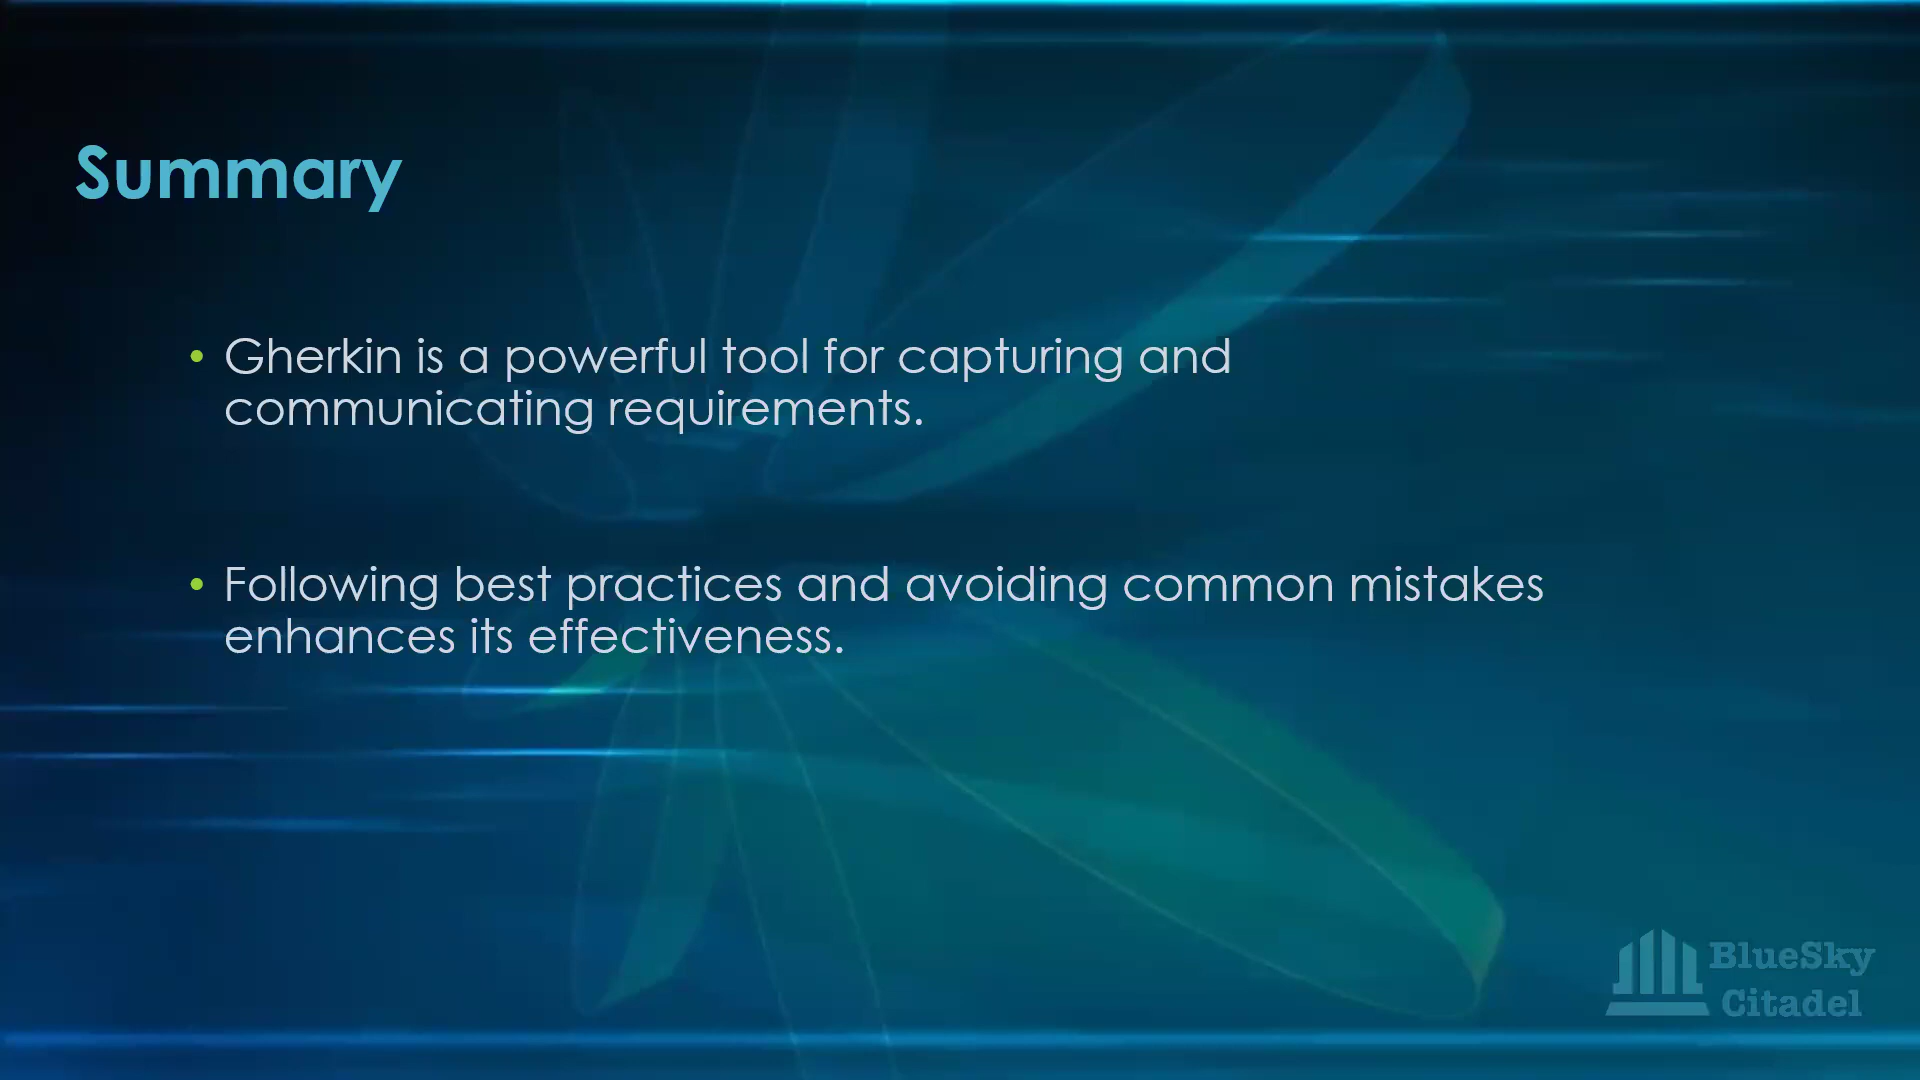 Summary
• Gherkin is a powerful tool for capturing and
communicating requirements.
• Following best practices and avoiding common mistakes
enhances its effectiveness.
BlueSky
Citadel